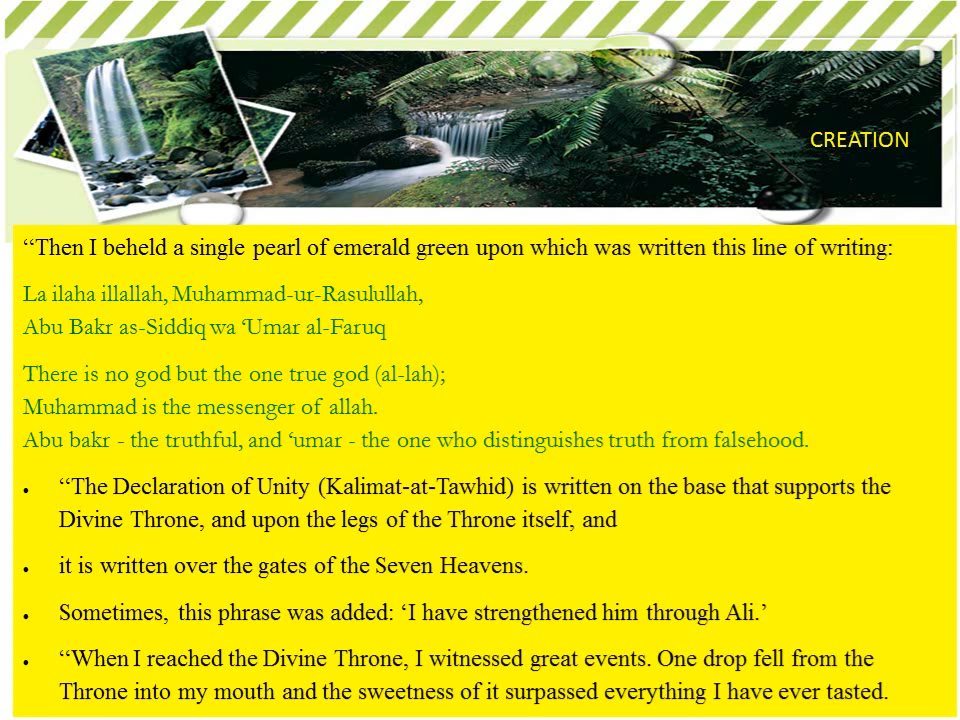 CREATION
“Then I beheld a single pearl of emerald green upon which was written this line of writing:
La ilaha illallah, Muhammad-ur-Rasulullah,
Abu Bakr as-Siddiq wa ‘Umar al-Faruq
There is no god but the one true god (al-lah);
Muhammad is the messenger of allah.
Abu bakr - the truthful, and ‘umar - the one who distinguishes truth from falsehood.
• “The Declaration of Unity (Kalimat-at-Tawhid) is written on the base that supports the
Divine Throne, and upon the legs of the Throne itself, and
• it is written over the gates of the Seven Heavens.
• Sometimes, this phrase was added: ‘I have strengthened him through Ali.’
• “When I reached the Divine Throne, I witnessed great events. One drop fell from the
Throne into my mouth and the sweetness of it surpassed everything I have ever tasted.